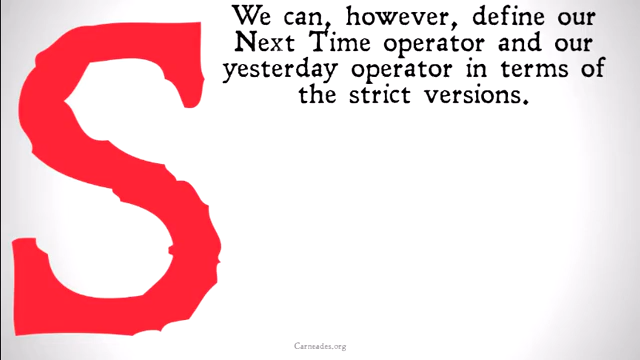 We can, however, define our
Next Time operator and our
yesterday operator in terms of
the strict versions.
S
Carneades.org